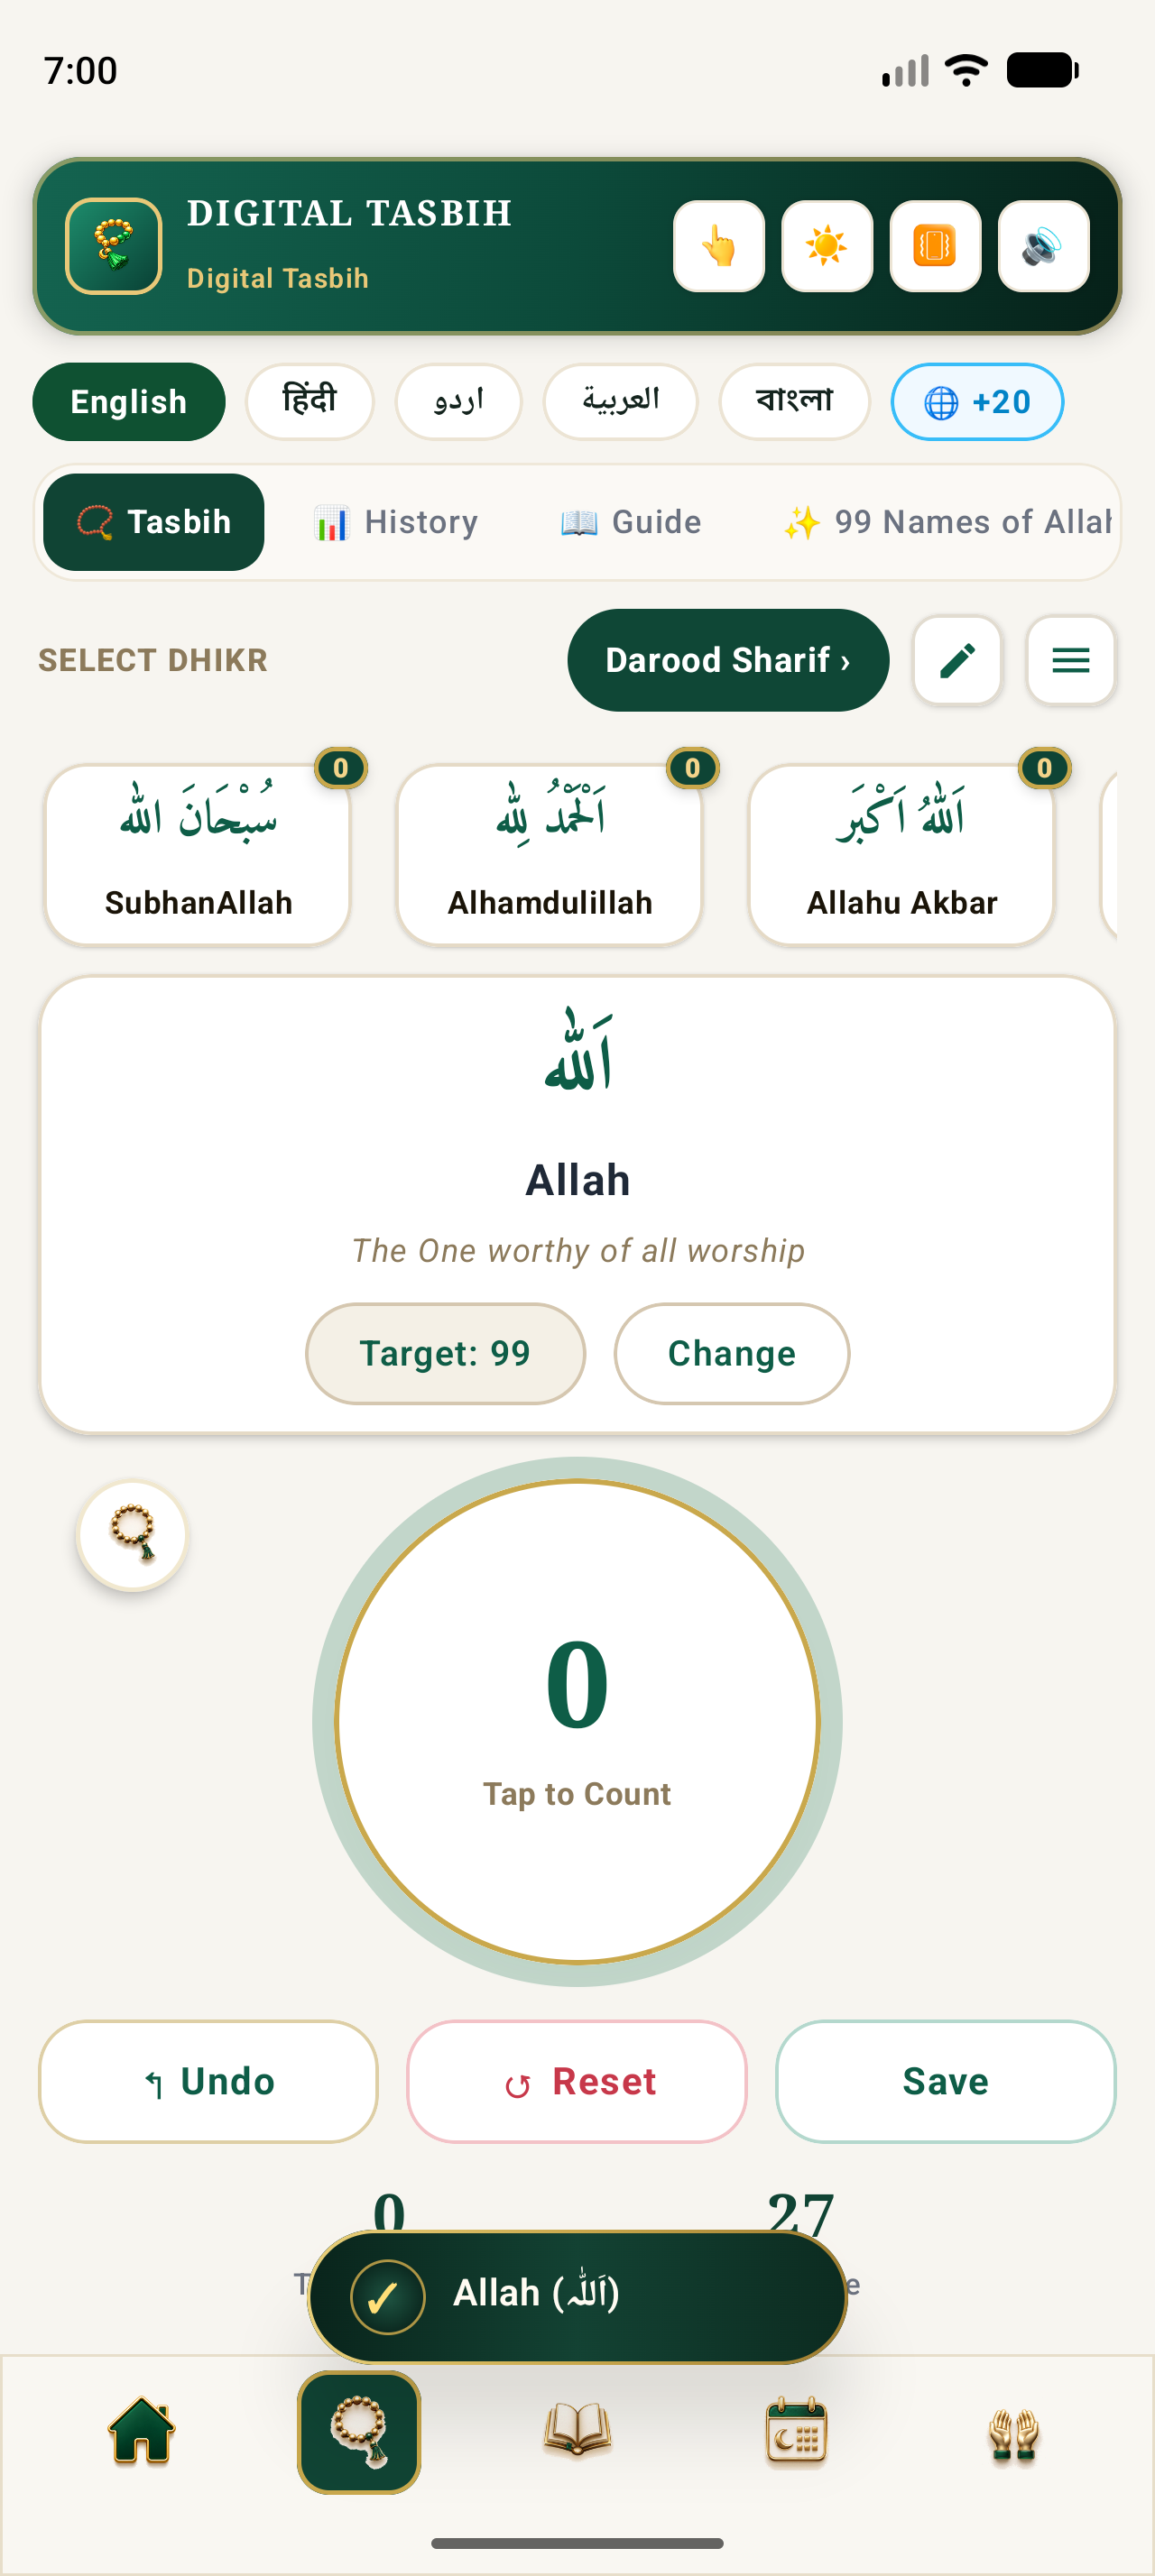 7:00
DIGITAL TASBIH
Digital Tasbih
English हिंदी اردو العربية বাংলা +20
Tasbih History Guide 99 Names of Allah
SELECT DHIKR Darood Sharif ›
0 0 0
سُبْحَانَ اللّٰه اَلْحَمْدُ لِلّٰه اَللّٰهُ اَكْبَر
SubhanAllah Alhamdulillah Allahu Akbar
اَللّٰه
Allah
The One worthy of all worship
Target: 99 Change
0
Tap to Count
Undo Reset Save
0 27
Allah (اَللّٰه)